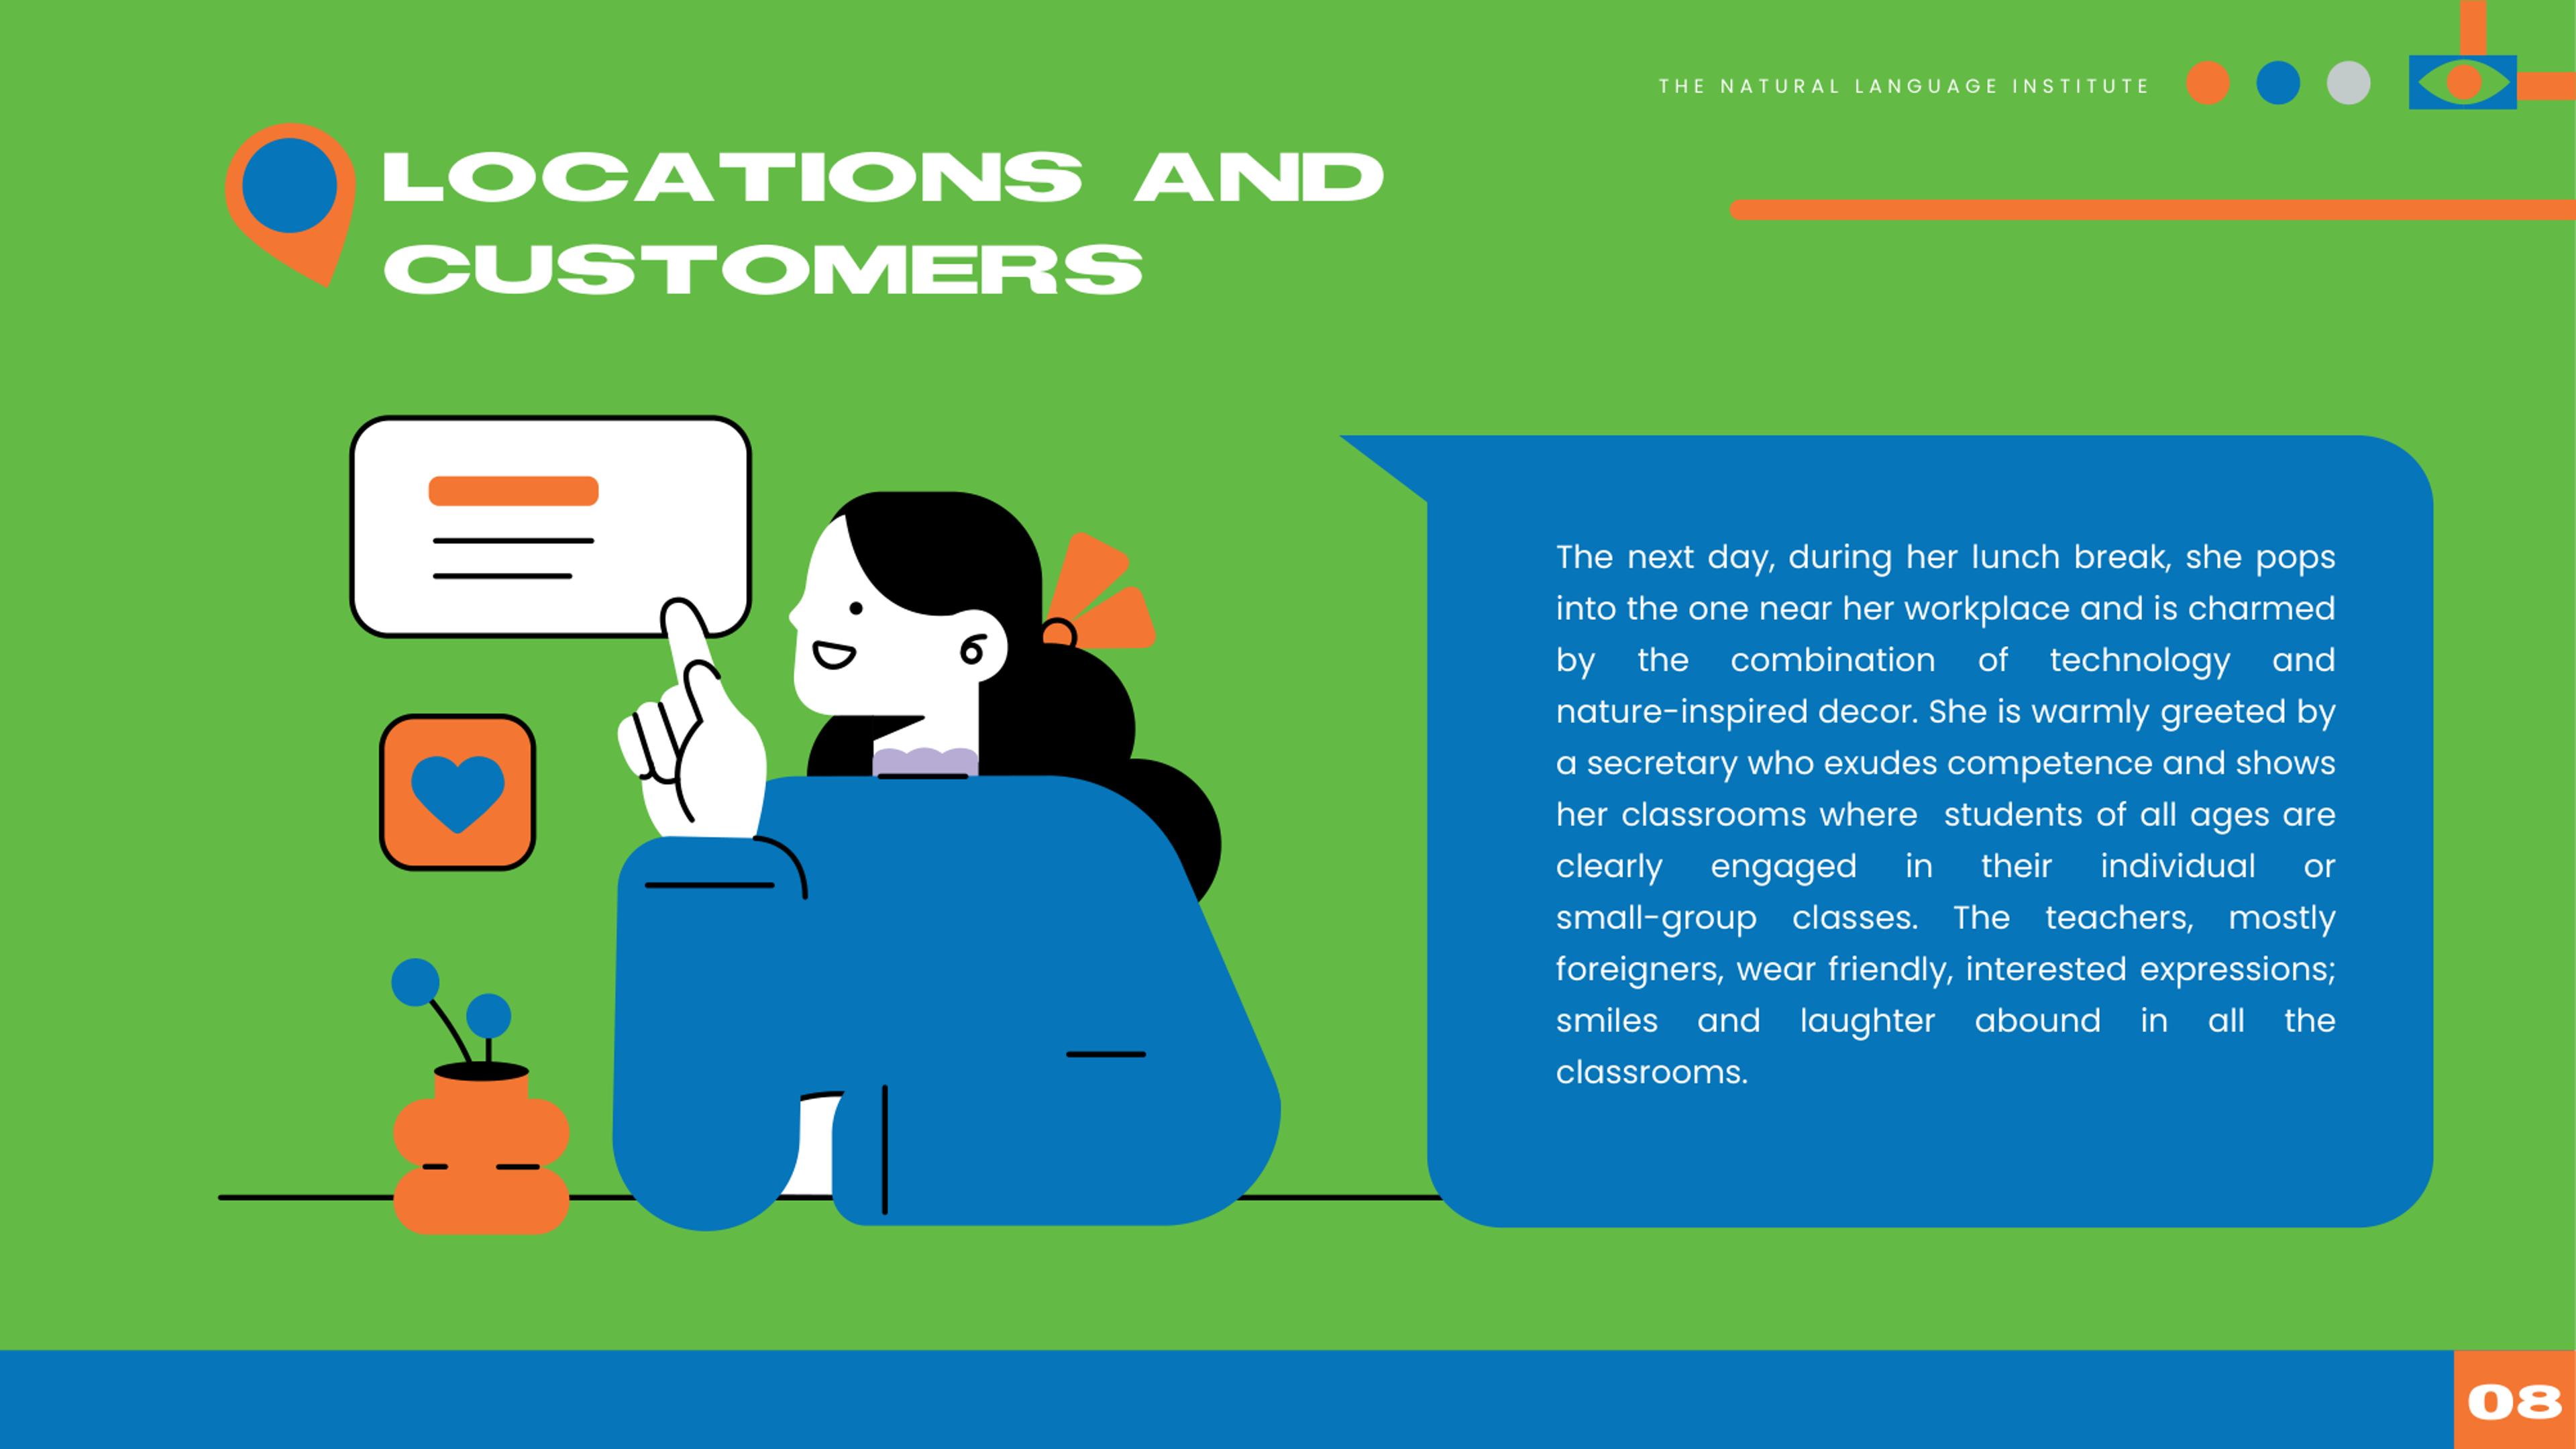 THE NATURAL LANGUAGE INSTITUTE
LOCATIONS AND
CUSTOMERS
The next day, during her lunch break, she pops
into the one near her workplace and is charmed
by the combination of technology and
nature-inspired decor. She is warmly greeted by
a secretary who exudes competence and shows
her classrooms where students of all ages are
clearly engaged in their individual or
small-group classes. The teachers, mostly
foreigners, wear friendly, interested expressions;
smiles and laughter abound in all the
classrooms.
08